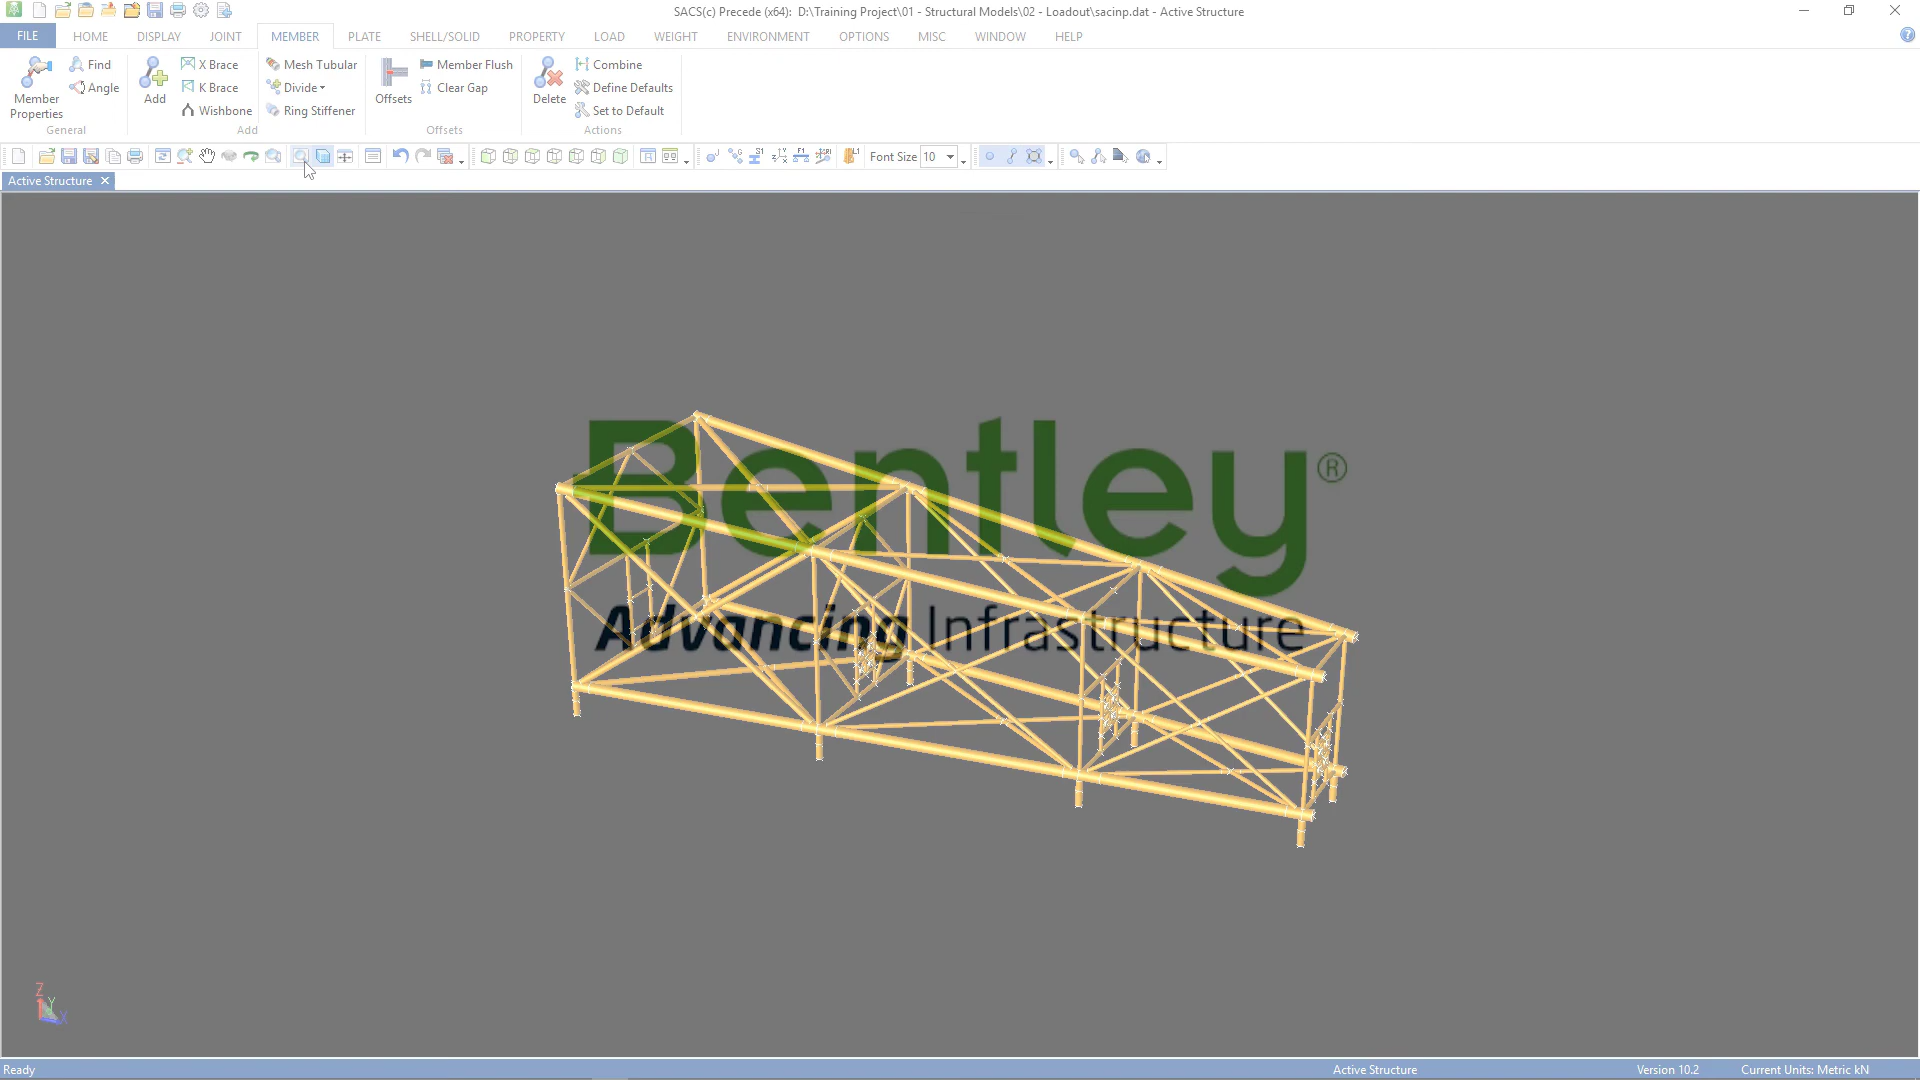 SACS(c) Precede (x64):  D:\Training Project\01 - Structural Models\02 - Loadout\sacinp.dat - Active Structure
FILE HOME DISPLAY JOINT MEMBER PLATE SHELL/SOLID PROPERTY LOAD WEIGHT ENVIRONMENT OPTIONS MISC WINDOW HELP
Member Properties
Find
Angle
General
Add
X Brace
K Brace
Wishbone
Mesh Tubular
Divide
Ring Stiffener
Add
Offsets
Member Flush
Clear Gap
Offsets
Delete
Combine
Define Defaults
Set to Default
Actions
Font Size 10
Active Structure
Bentley®
Advancing Infrastructure
Z
Y
X
Ready
Active Structure
Version 10.2
Current Units: Metric kN